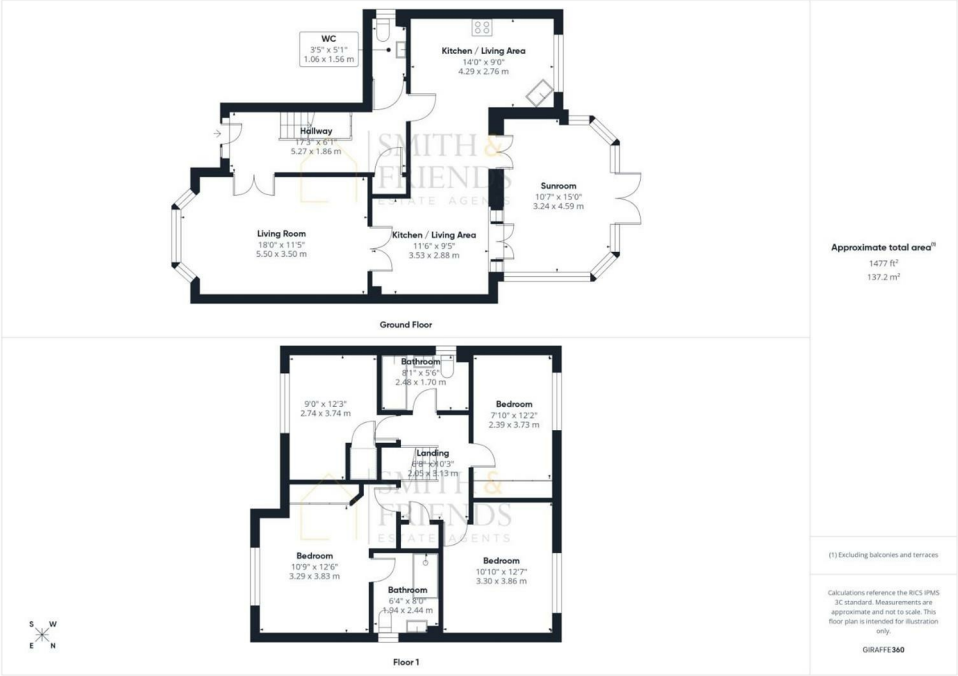 WC
3'5" x 5'1"
1.06 x 1.56 m
Kitchen / Living Area
14'0" x 9'0"
4.29 x 2.76 m
Hallway
17'3" x 6'1"
5.27 x 1.86 m
SMITH &
FRIENDS
ESTATE AGENTS
Sunroom
10'7" x 15'0"
3.24 x 4.59 m
Living Room
18'0" x 11'5"
5.50 x 3.50 m
Kitchen / Living Area
11'6" x 9'5"
3.53 x 2.88 m
Ground Floor
Bathroom
8'1" x 5'6"
2.48 x 1.70 m
9'0" x 12'3"
2.74 x 3.74 m
Bedroom
7'10" x 12'2"
2.39 x 3.73 m
Landing
6'8" x 10'3"
2.05 x 3.13 m
SMITH &
FRIENDS
ESTATE AGENTS
Bedroom
10'9" x 12'6"
3.29 x 3.83 m
Bedroom
10'10" x 12'7"
3.30 x 3.86 m
Bathroom
6'4" x 8'0"
1.94 x 2.44 m
Floor 1
S W
E N
Approximate total area(1)
1477 ft²
137.2 m²
(1) Excluding balconies and terraces
Calculations reference the RICS IPMS
3C standard. Measurements are
approximate and not to scale. This
floor plan is intended for illustration
only.
GIRAFFE360